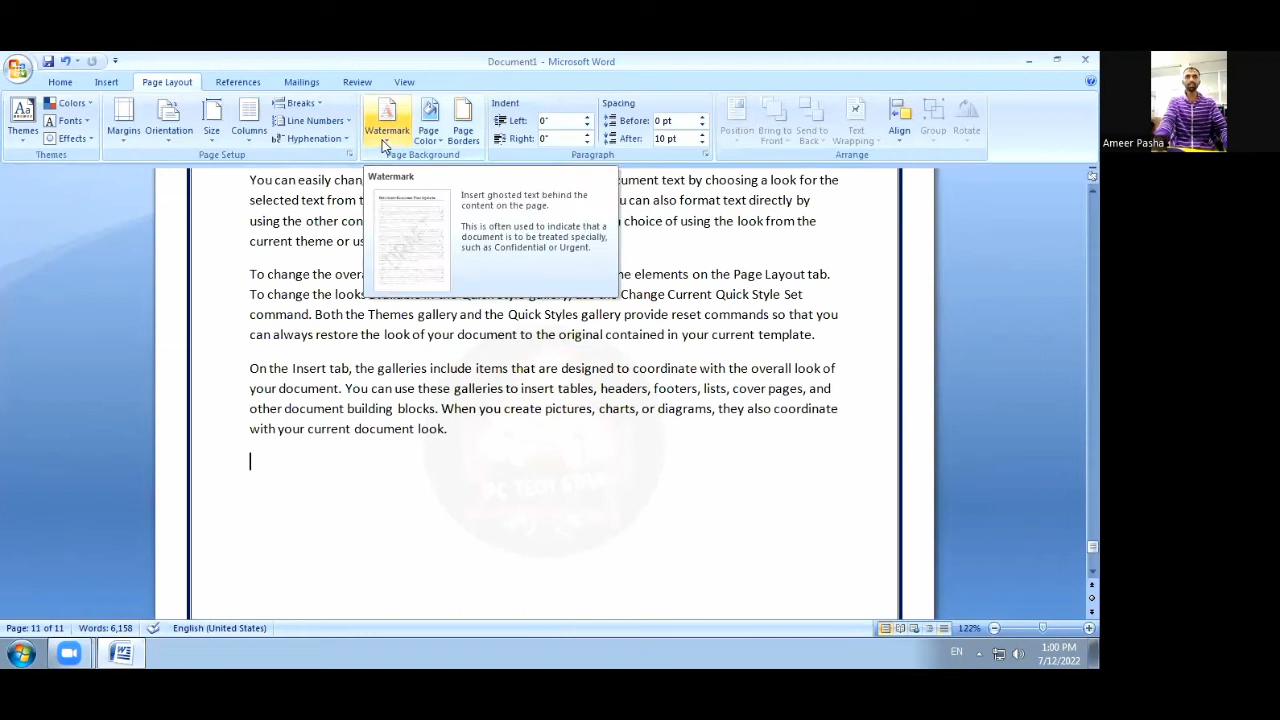 Document1 - Microsoft Word
Home Insert Page Layout References Mailings Review View
Themes
Colors
Fonts
Effects
Themes
Margins
Orientation
Size
Columns
Breaks
Line Numbers
Hyphenation
Page Setup
Watermark
Page Color
Page Borders
Page Background
Indent
Left: 0"
Right: 0"
Spacing
Before: 0 pt
After: 10 pt
Paragraph
Position
Bring to Front
Send to Back
Text Wrapping
Align
Group
Rotate
Arrange
Ameer Pasha
Watermark
Insert ghosted text behind the
content on the page.
This is often used to indicate that a
document is to be treated specially,
such as Confidential or Urgent.
You can easily chan ument text by choosing a look for the
selected text from t u can also format text directly by
using the other con choice of using the look from the
current theme or us
To change the overa e elements on the Page Layout tab.
To change the looks available in the Quick Style gallery, use the Change Current Quick Style Set
command. Both the Themes gallery and the Quick Styles gallery provide reset commands so that you
can always restore the look of your document to the original contained in your current template.
On the Insert tab, the galleries include items that are designed to coordinate with the overall look of
your document. You can use these galleries to insert tables, headers, footers, lists, cover pages, and
other document building blocks. When you create pictures, charts, or diagrams, they also coordinate
with your current document look.
PC TECH
Page: 11 of 11 Words: 6,158 English (United States) 122%
EN 1:00 PM
7/12/2022